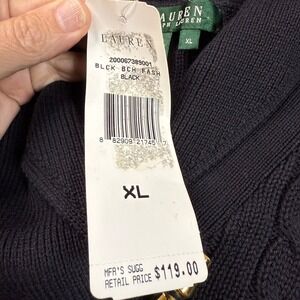 LAUREN
200067389001
BLCK BCH FASH
BLACK
8 82909 21745 7
XL
MFR'S SUGG
RETAIL PRICE $119.00
LAUREN
RALPH LAUREN
XL